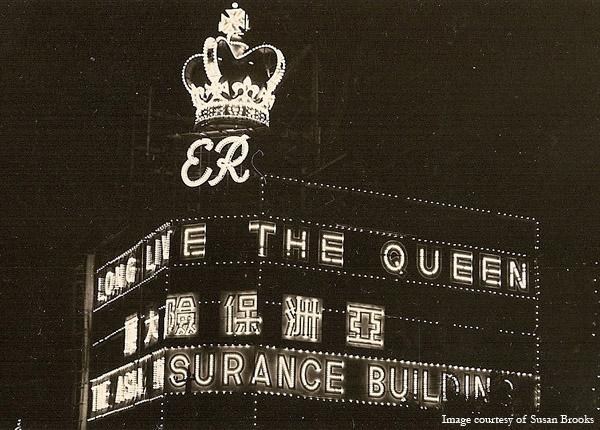 ER
LONG LIVE THE QUEEN
亞洲保險大廈
THE ASIA INSURANCE BUILDING
Image courtesy of Susan Brooks